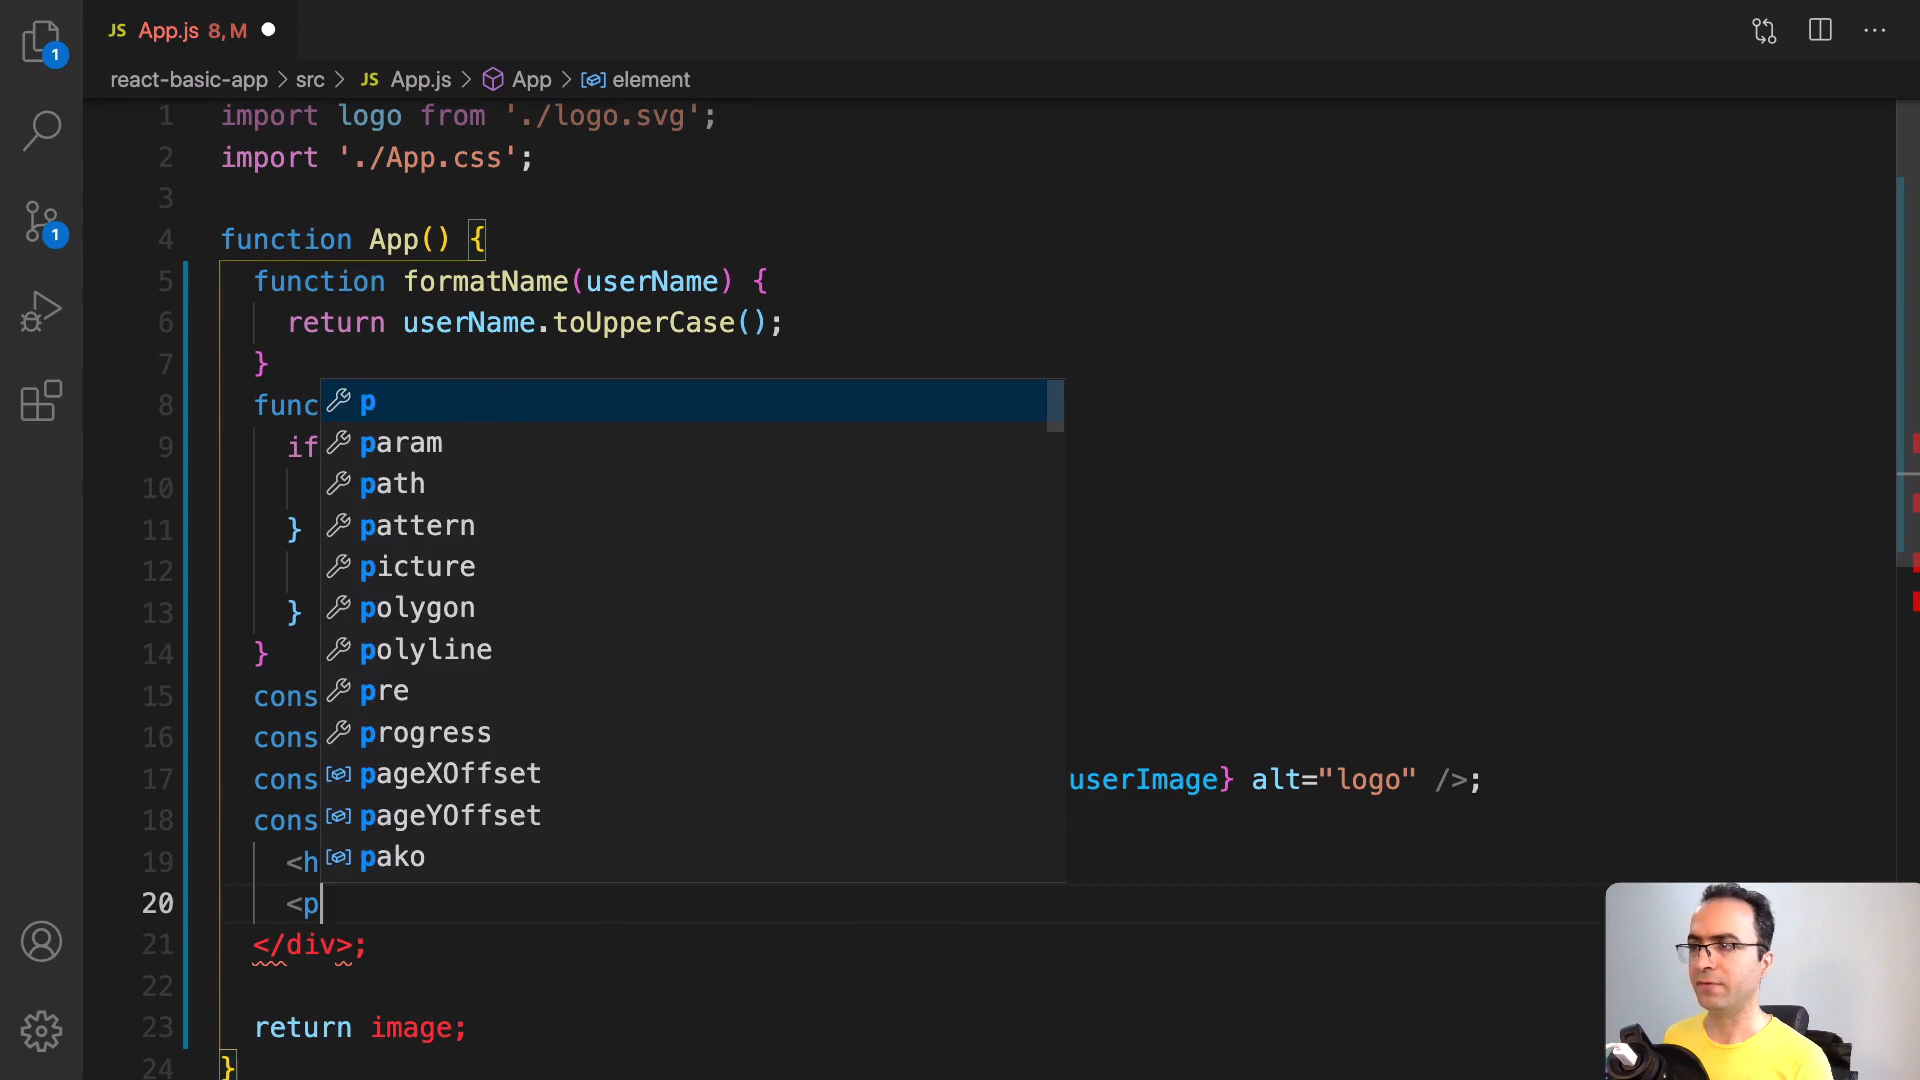 JS App.js 8, M
react-basic-app > src > JS App.js > App > element
1 import logo from './logo.svg';
2 import './App.css';
3
4 function App() {
5 function formatName(userName) {
6 return userName.toUpperCase();
7 }
8 func
9 if
10
11 }
12
13 }
14 }
15 cons
16 cons
17 cons userImage} alt="logo" />;
18 cons
19 <h
20 <p
21 </div>;
22
23 return image;
24 }
p
param
path
pattern
picture
polygon
polyline
pre
progress
pageXOffset
pageYOffset
pako
1
1